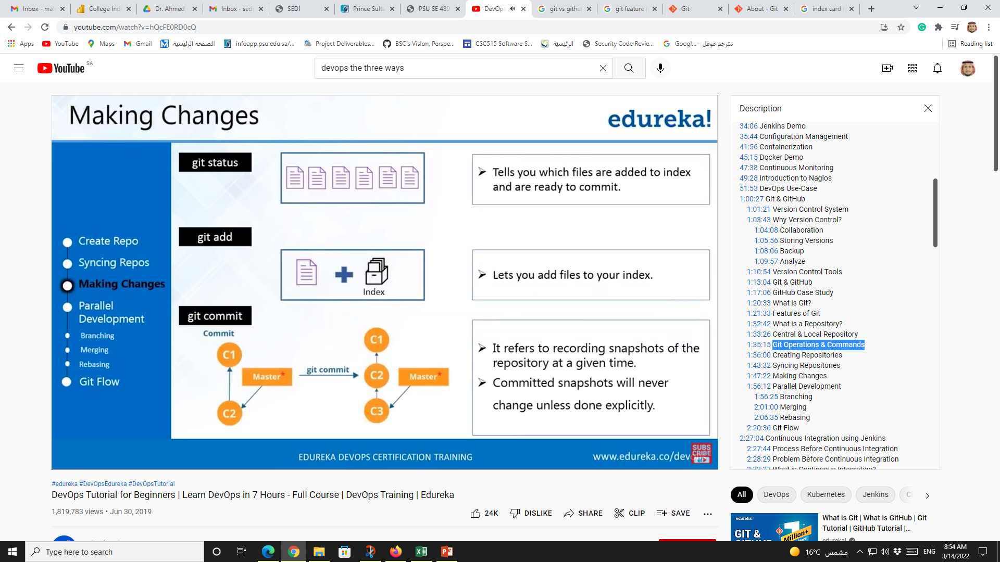 Inbox - mal
College Indi
Dr. Ahmed -
Inbox - sedi
SEDI
Prince Sulta
PSU SE 489
DevOp
git vs githu
git feature
Git
About - Git
index card i
youtube.com/watch?v=hQcFE0RD0cQ
Apps
YouTube
Maps
Gmail
الصفحة الرئيسية
infoapp.psu.edu.sa/...
Project Deliverables...
BSC's Vision, Perspe...
CSC515 Software S...
الرئيسية
Security Code Revie...
مترجم قوقل - Googl...
Reading list
YouTube SA
devops the three ways
Making Changes
edureka!
git status
Tells you which files are added to index
and are ready to commit.
git add
Index
Lets you add files to your index.
git commit
Commit
C1
C2
Master*
git commit
C1
C2
C3
Master*
It refers to recording snapshots of the
repository at a given time.
Committed snapshots will never
change unless done explicitly.
Create Repo
Syncing Repos
Making Changes
Parallel
Development
Branching
Merging
Rebasing
Git Flow
EDUREKA DEVOPS CERTIFICATION TRAINING
www.edureka.co/dev
SUBS
CRIBE
Description
34:06 Jenkins Demo
35:44 Configuration Management
41:56 Containerization
45:15 Docker Demo
47:38 Continuous Monitoring
49:28 Introduction to Nagios
51:53 DevOps Use-Case
1:00:27 Git & GitHub
1:01:21 Version Control System
1:03:43 Why Version Control?
1:04:08 Collaboration
1:05:56 Storing Versions
1:08:06 Backup
1:09:57 Analyze
1:10:54 Version Control Tools
1:13:04 Git & GitHub
1:17:06 GitHub Case Study
1:20:33 What is Git?
1:21:33 Features of Git
1:32:42 What is a Repository?
1:33:26 Central & Local Repository
1:35:15 Git Operations & Commands
1:36:00 Creating Repositories
1:43:32 Syncing Repositories
1:47:22 Making Changes
1:56:12 Parallel Development
1:56:25 Branching
2:01:00 Merging
2:06:35 Rebasing
2:20:36 Git Flow
2:27:04 Continuous Integration using Jenkins
2:27:44 Process Before Continuous Integration
2:28:29 Problem Before Continuous Integration
2:33:27 What is Continuous Integration?
#edureka #DevOpsEdureka #DevOpsTutorial
DevOps Tutorial for Beginners | Learn DevOps in 7 Hours - Full Course | DevOps Training | Edureka
1,819,783 views • Jun 30, 2019
24K
DISLIKE
SHARE
CLIP
SAVE
All
DevOps
Kubernetes
Jenkins
edureka!
GIT &
Million+
What is Git | What is GitHub | Git
Tutorial | GitHub Tutorial |...
edureka!
Type here to search
16°C مشمس
ENG
8:54 AM
3/14/2022